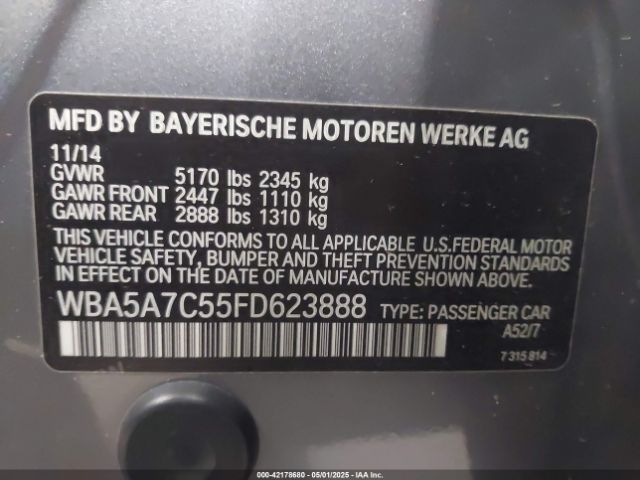 MFD BY BAYERISCHE MOTOREN WERKE AG
11/14
GVWR 5170 lbs 2345 kg
GAWR FRONT 2447 lbs 1110 kg
GAWR REAR 2888 lbs 1310 kg
THIS VEHICLE CONFORMS TO ALL APPLICABLE U.S.FEDERAL MOTOR
VEHICLE SAFETY, BUMPER AND THEFT PREVENTION STANDARDS
IN EFFECT ON THE DATE OF MANUFACTURE SHOWN ABOVE.
WBA5A7C55FD623888 TYPE: PASSENGER CAR
A52/7
7 315 814
000-42178680 - 05/01/2025 - IAA Inc.